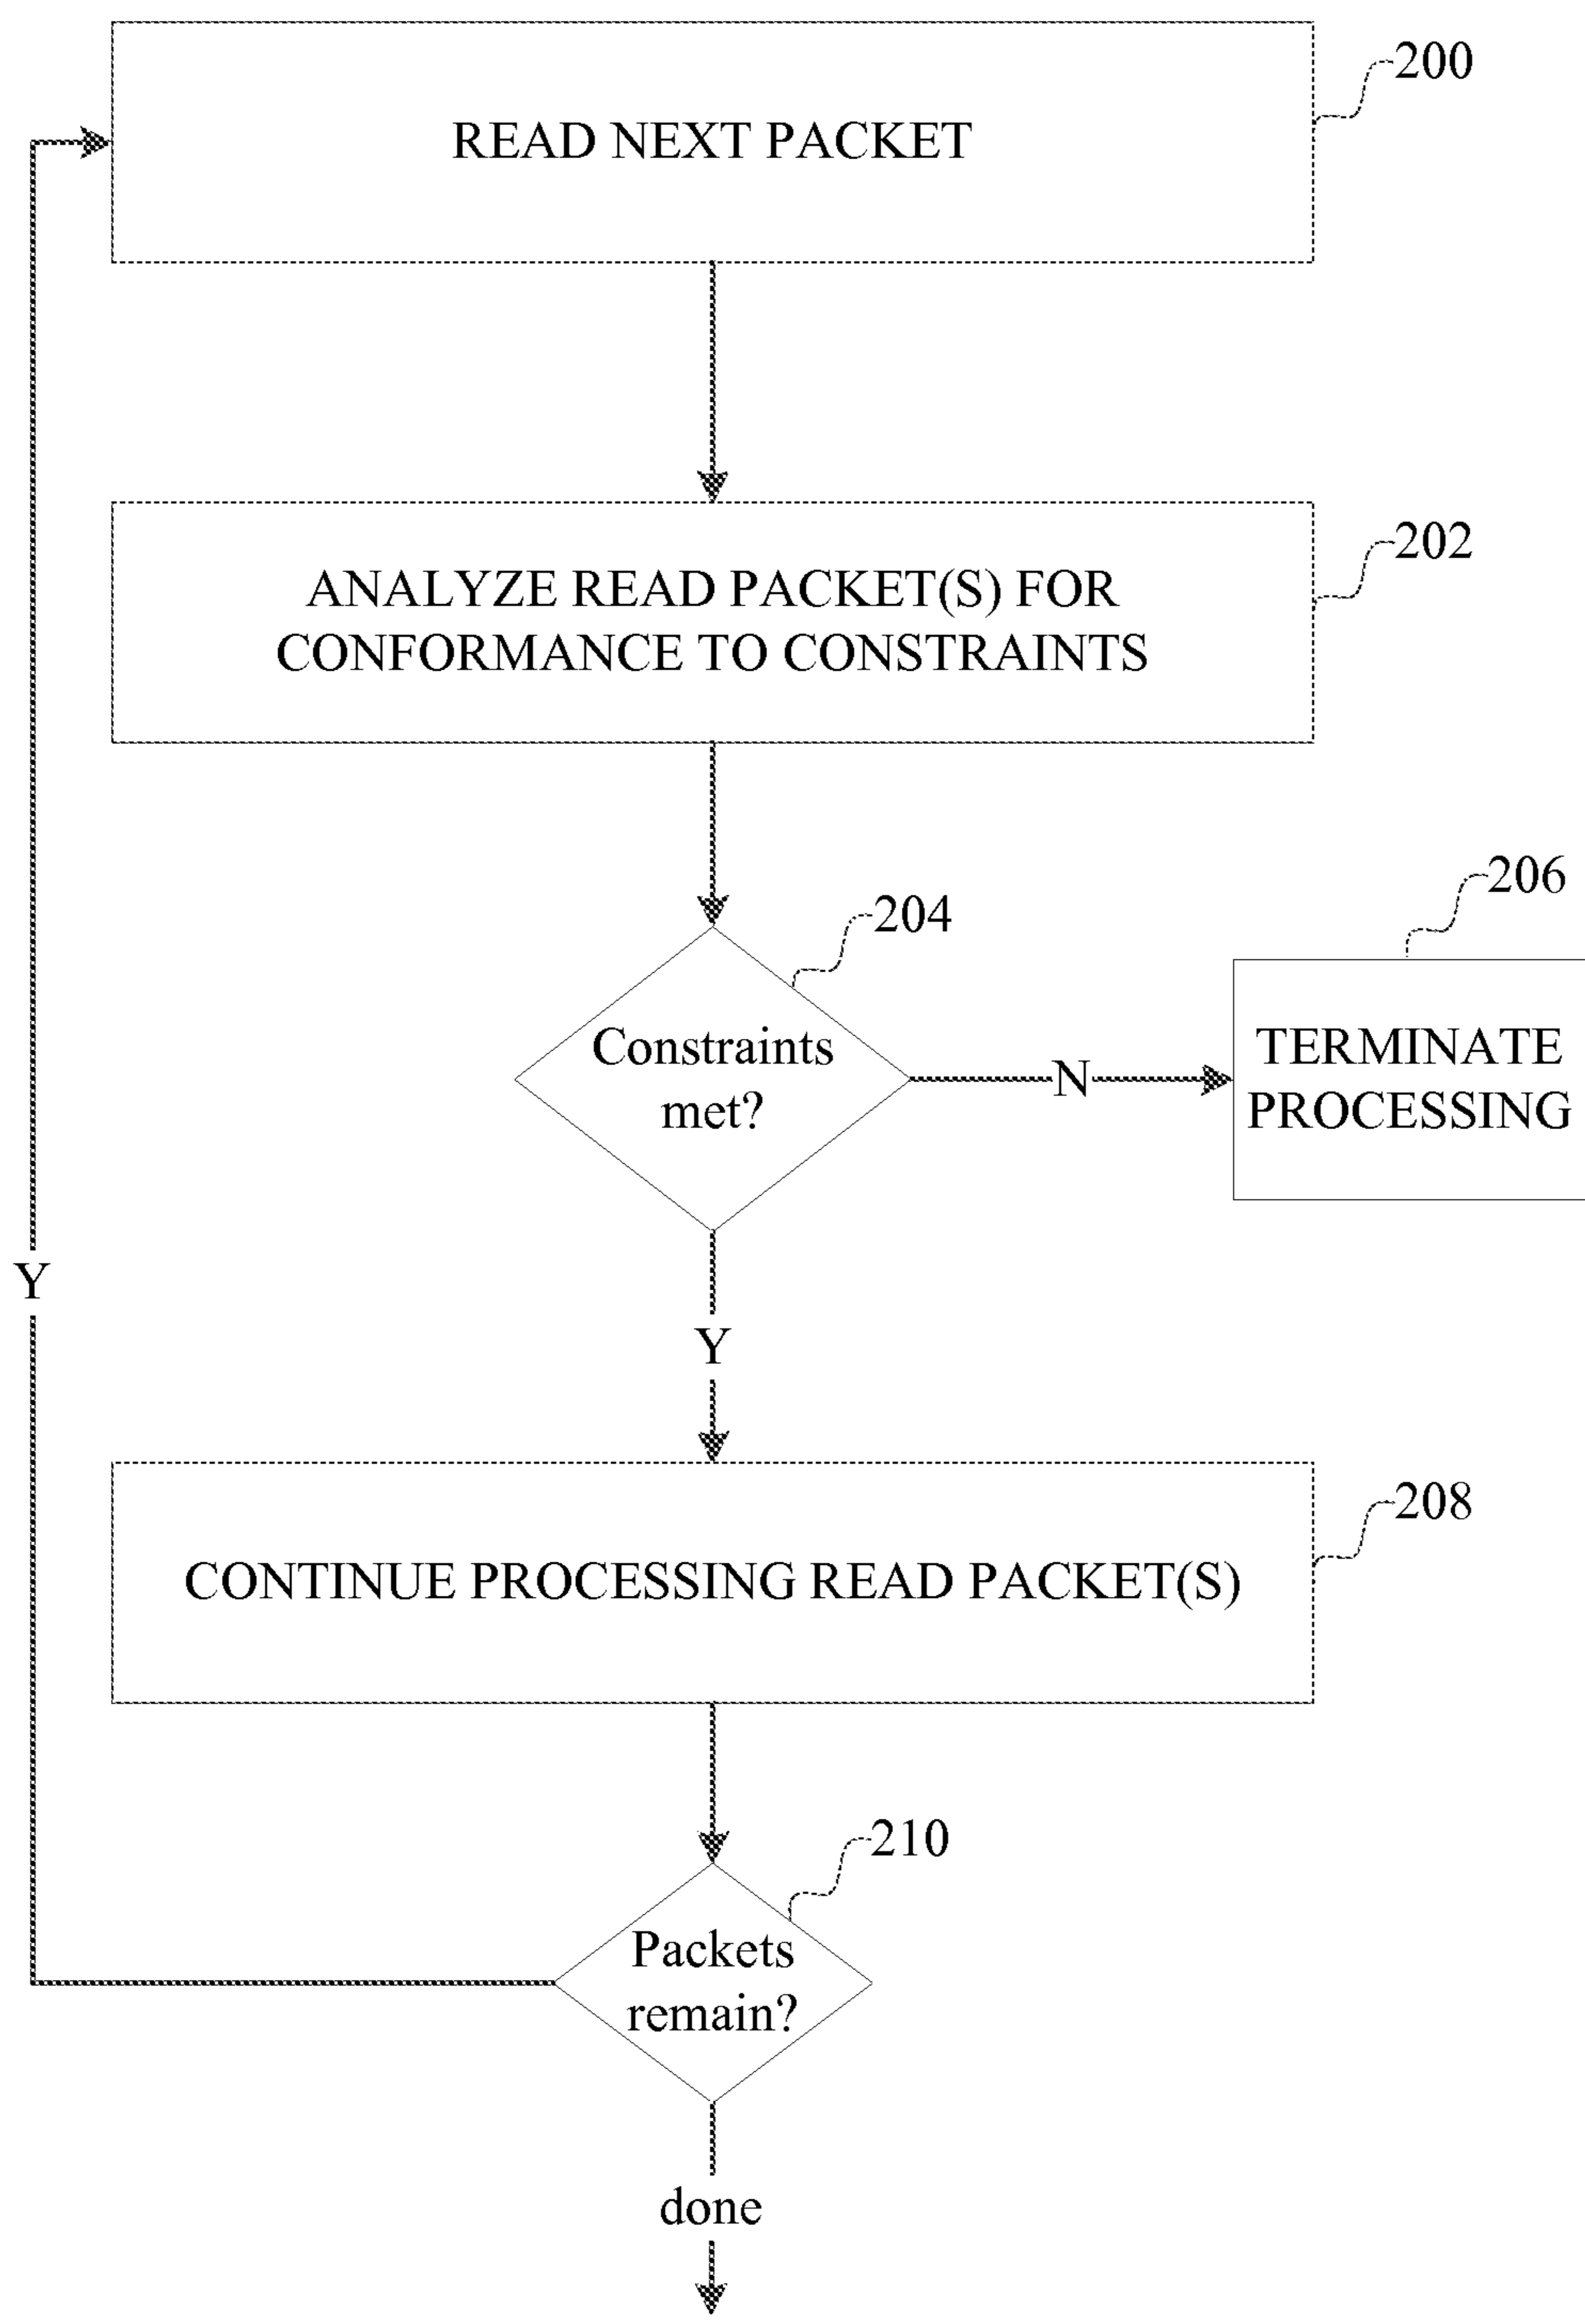 200
READ NEXT PACKET
202
ANALYZE READ PACKET(S) FOR
CONFORMANCE TO CONSTRAINTS
204
206
Constraints
met?
N
TERMINATE
PROCESSING
Y
Y
208
CONTINUE PROCESSING READ PACKET(S)
210
Packets
remain?
done